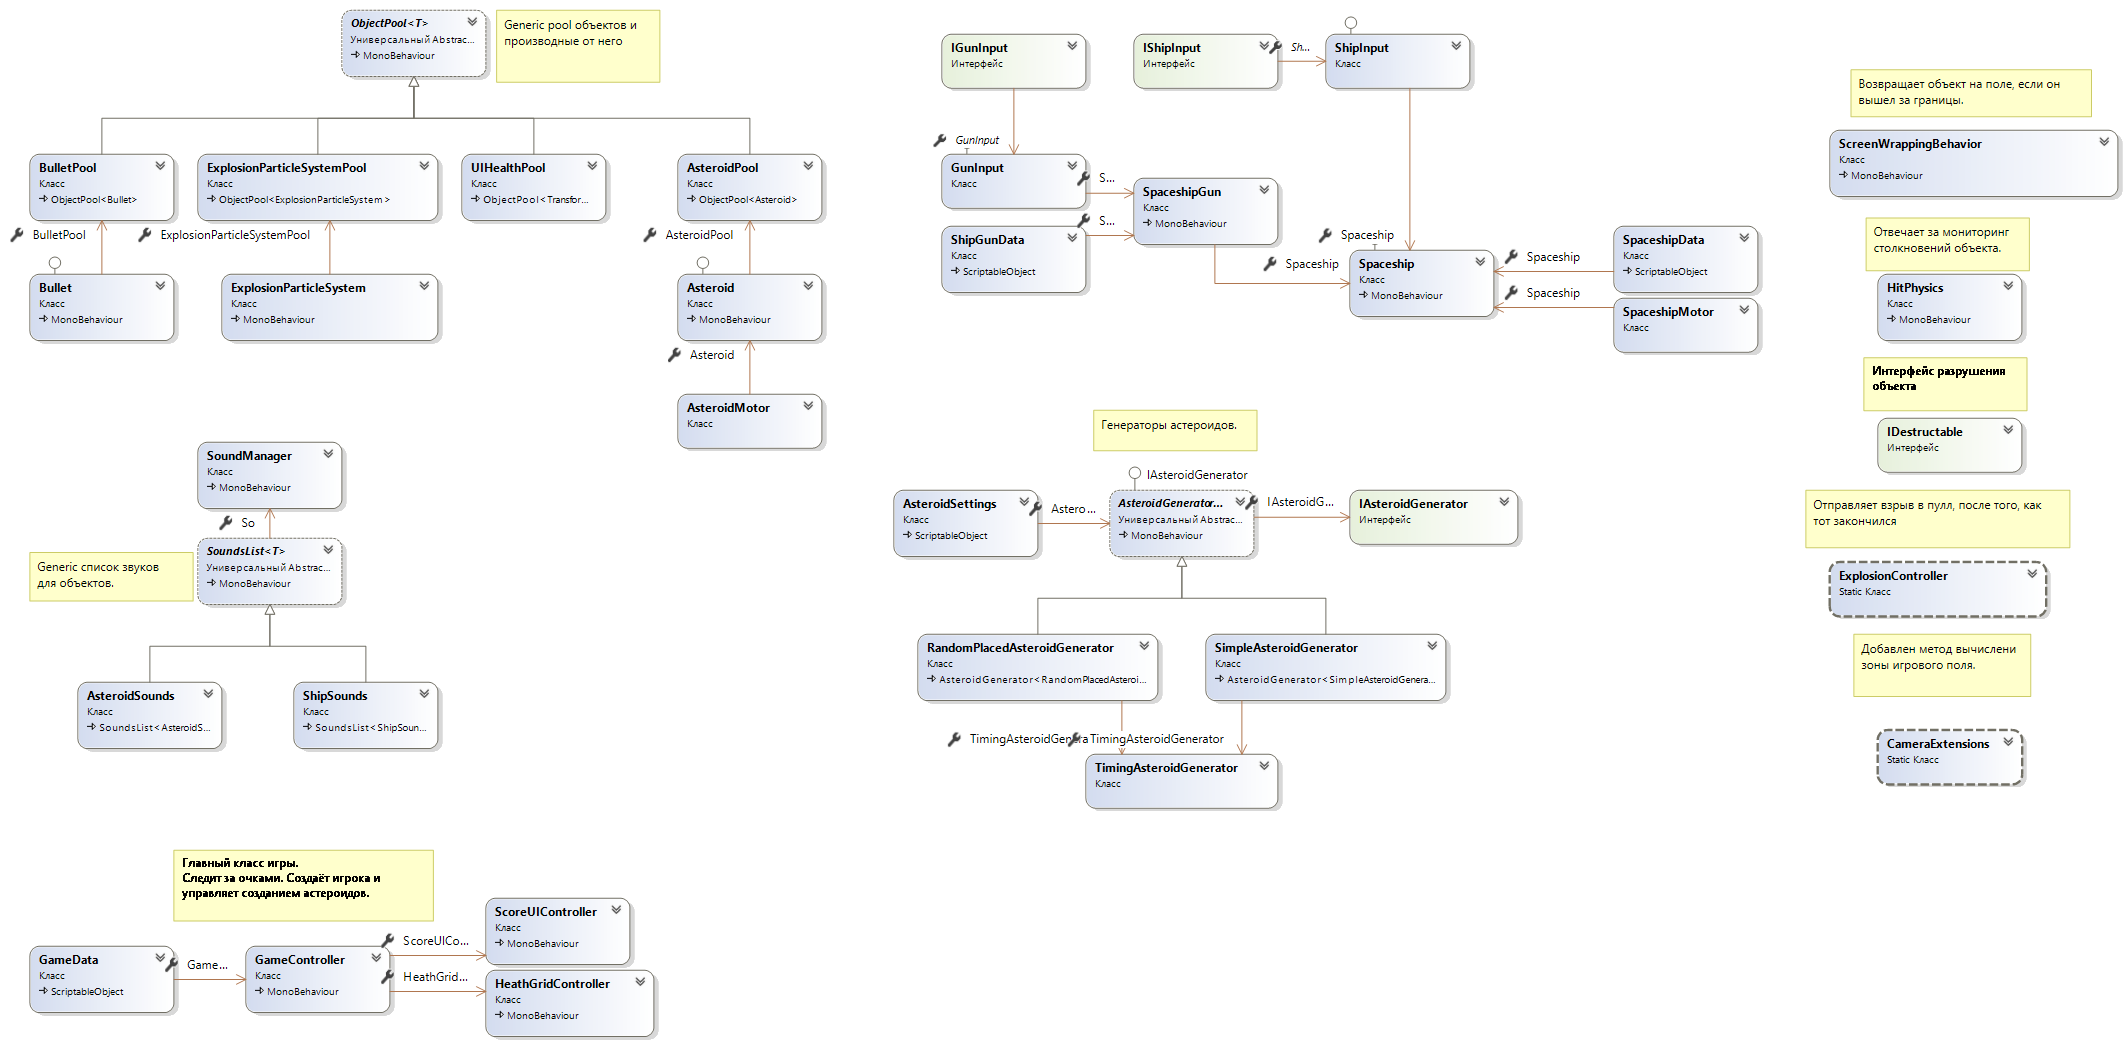 ObjectPool<T>
Универсальный Abstrac...
MonoBehaviour
Generic pool объектов и
производные от него
BulletPool
Класс
ObjectPool<Bullet>
ExplosionParticleSystemPool
Класс
ObjectPool<ExplosionParticleSystem>
UIHealthPool
Класс
ObjectPool<Transfor...
AsteroidPool
Класс
ObjectPool<Asteroid>
BulletPool
ExplosionParticleSystemPool
AsteroidPool
Bullet
Класс
MonoBehaviour
ExplosionParticleSystem
Класс
MonoBehaviour
Asteroid
Класс
MonoBehaviour
Asteroid
AsteroidMotor
Класс
IGunInput
Интерфейс
IShipInput
Интерфейс
Sh...
ShipInput
Класс
GunInput
GunInput
Класс
S...
SpaceshipGun
Класс
MonoBehaviour
S...
ShipGunData
Класс
ScriptableObject
Spaceship
Spaceship
Spaceship
Класс
MonoBehaviour
Spaceship
SpaceshipData
Класс
ScriptableObject
Spaceship
SpaceshipMotor
Класс
Возвращает объект на поле, если он
вышел за границы.
ScreenWrappingBehavior
Класс
MonoBehaviour
Отвечает за мониторинг
столкновений объекта.
HitPhysics
Класс
MonoBehaviour
Интерфейс разрушения
объекта
IDestructable
Интерфейс
Отправляет взрыв в пулл, после того, как
тот закончился
ExplosionController
Static Класс
Добавлен метод вычислени
зоны игрового поля.
CameraExtensions
Static Класс
SoundManager
Класс
MonoBehaviour
So
Generic список звуков
для объектов.
SoundsList<T>
Универсальный Abstrac...
MonoBehaviour
AsteroidSounds
Класс
SoundsList<AsteroidS...
ShipSounds
Класс
SoundsList<ShipSoun...
Генераторы астероидов.
IAsteroidGenerator
AsteroidSettings
Класс
ScriptableObject
Astero...
AsteroidGenerator...
Универсальный Abstrac...
MonoBehaviour
IAsteroidG...
IAsteroidGenerator
Интерфейс
RandomPlacedAsteroidGenerator
Класс
AsteroidGenerator<RandomPlacedAsteroi...
SimpleAsteroidGenerator
Класс
AsteroidGenerator<SimpleAsteroidGenera...
TimingAsteroidGenera
TimingAsteroidGenerator
TimingAsteroidGenerator
Класс
Главный класс игры.
Следит за очками. Создаёт игрока и
управляет созданием астероидов.
GameData
Класс
ScriptableObject
Game...
GameController
Класс
MonoBehaviour
ScoreUICo...
ScoreUIController
Класс
MonoBehaviour
HeathGrid...
HeathGridController
Класс
MonoBehaviour